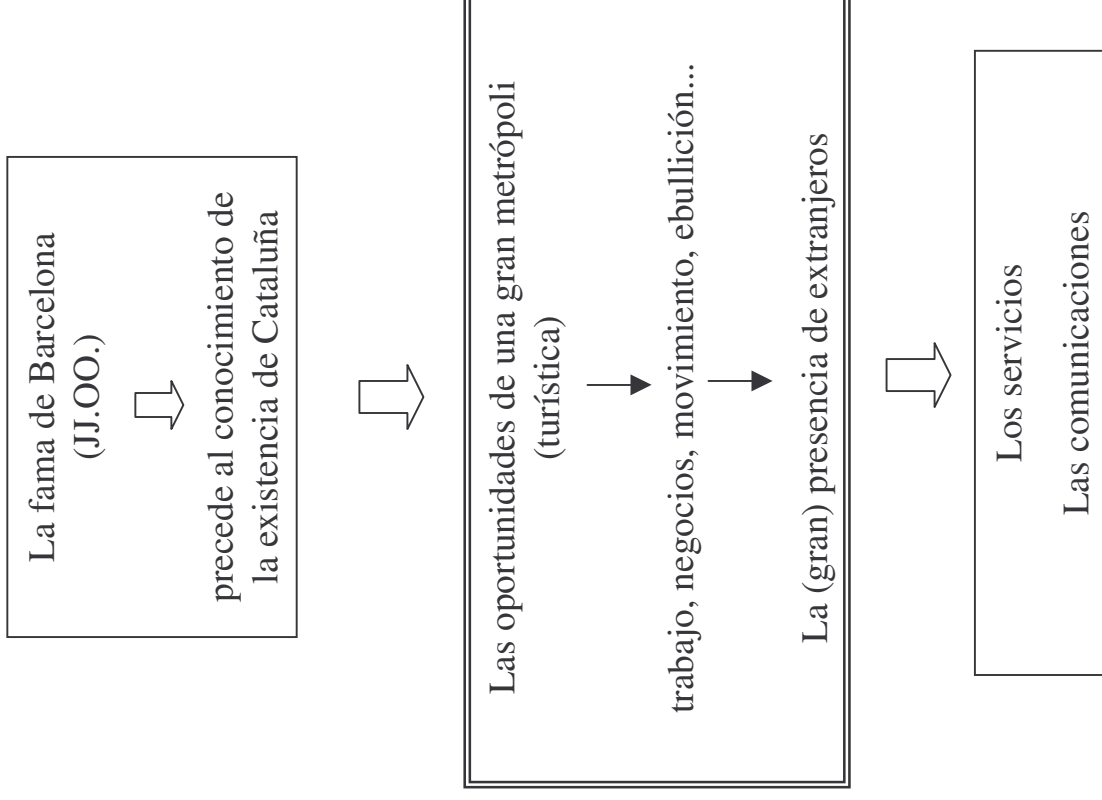 La fama de Barcelona
(JJ.OO.)
precede al conocimiento de
la existencia de Cataluña
Las oportunidades de una gran metrópoli
(turística)
trabajo, negocios, movimiento, ebullición...
La (gran) presencia de extranjeros
Los servicios
Las comunicaciones